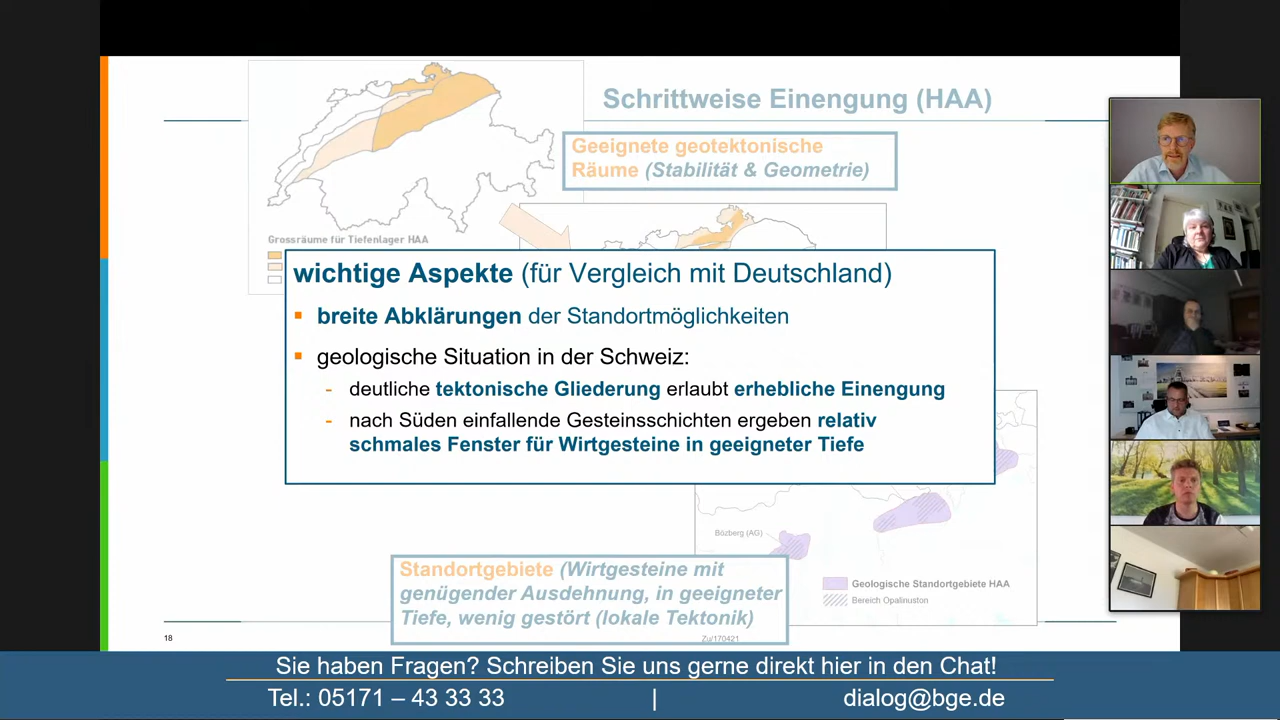 Schrittweise Einengung (HAA)
Geeignete geotektonische
Räume (Stabilität & Geometrie)
Grossräume für Tiefenlager HAA
wichtige Aspekte (für Vergleich mit Deutschland)
breite Abklärungen der Standortmöglichkeiten
geologische Situation in der Schweiz:
- deutliche tektonische Gliederung erlaubt erhebliche Einengung
- nach Süden einfallende Gesteinsschichten ergeben relativ
schmales Fenster für Wirtgesteine in geeigneter Tiefe
Bözberg (AG)
Geologische Standortgebiete HAA
Bereich Opalinuston
Standortgebiete (Wirtgesteine mit
genügender Ausdehnung, in geeigneter
Tiefe, wenig gestört (lokale Tektonik)
18
Zu/170421
Sie haben Fragen? Schreiben Sie uns gerne direkt hier in den Chat!
Tel.: 05171 – 43 33 33 | dialog@bge.de